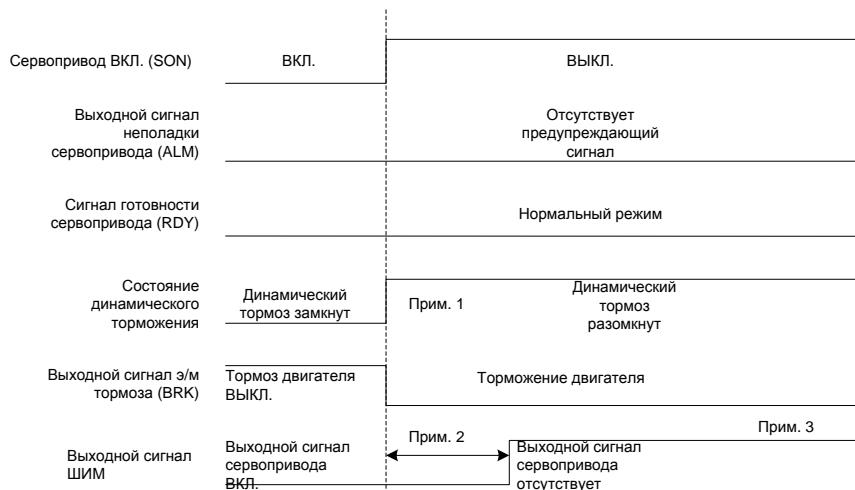 Сервопривод ВКЛ. (SON)
ВКЛ.
ВЫКЛ.
Выходной сигнал
неполадки
сервопривода (ALM)
Отсутствует
предупреждающий
сигнал
Сигнал готовности
сервопривода (RDY)
Нормальный режим
Состояние
динамического
торможения
Динамический
тормоз замкнут
Прим. 1
Динамический
тормоз
разомкнут
Выходной сигнал э/м
тормоза (BRK)
Тормоз двигателя
ВЫКЛ.
Торможение двигателя
Выходной сигнал
ШИМ
Выходной сигнал
сервопривода
ВКЛ.
Прим. 2
Выходной сигнал
сервопривода
отсутствует
Прим. 3